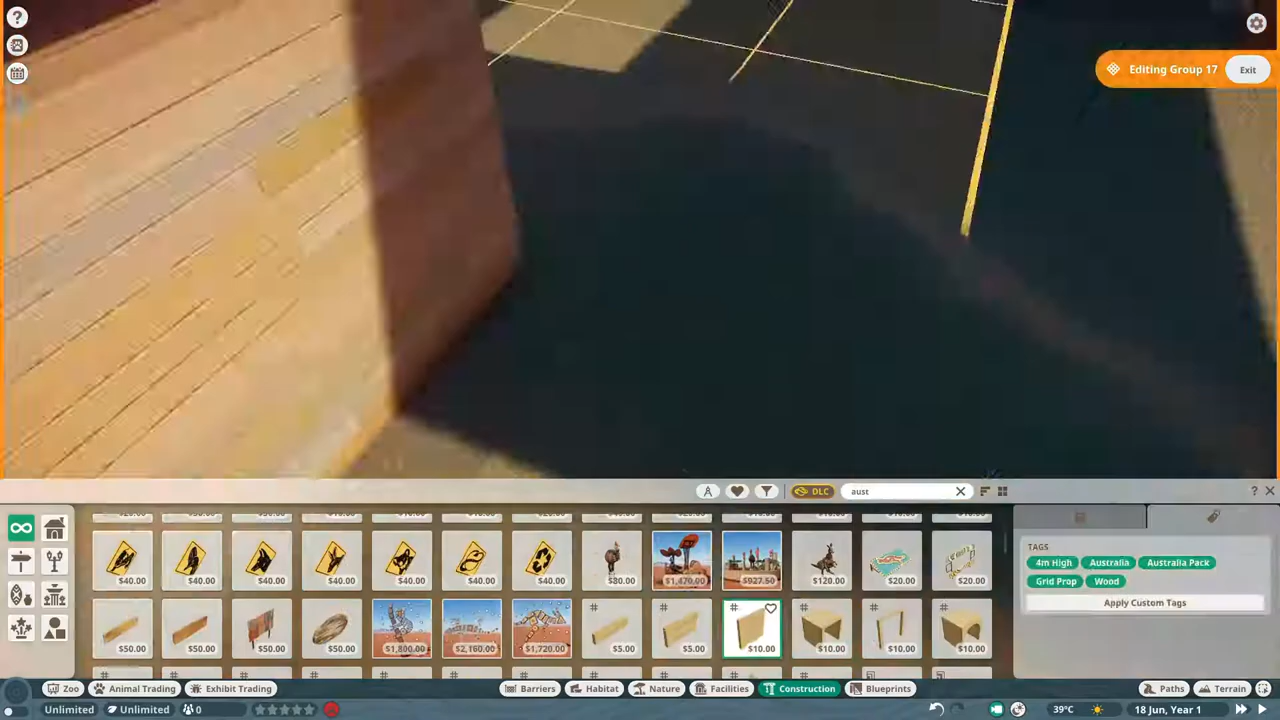 Editing Group 17
Exit
DLC
aust
$40.00 $40.00 $40.00 $40.00 $40.00 $40.00 $40.00 $80.00 $1,470.00 $927.50 $120.00 $20.00 $20.00
$50.00 $50.00 $50.00 $50.00 $1,800.00 $2,160.00 $1,720.00 $5.00 $5.00 $10.00 $10.00 $10.00 $10.00
TAGS
4m High Australia Australia Pack
Grid Prop Wood
Apply Custom Tags
Zoo Animal Trading Exhibit Trading Barriers Habitat Nature Facilities Construction Blueprints Paths Terrain
Unlimited Unlimited 0 39°C 18 Jun, Year 1